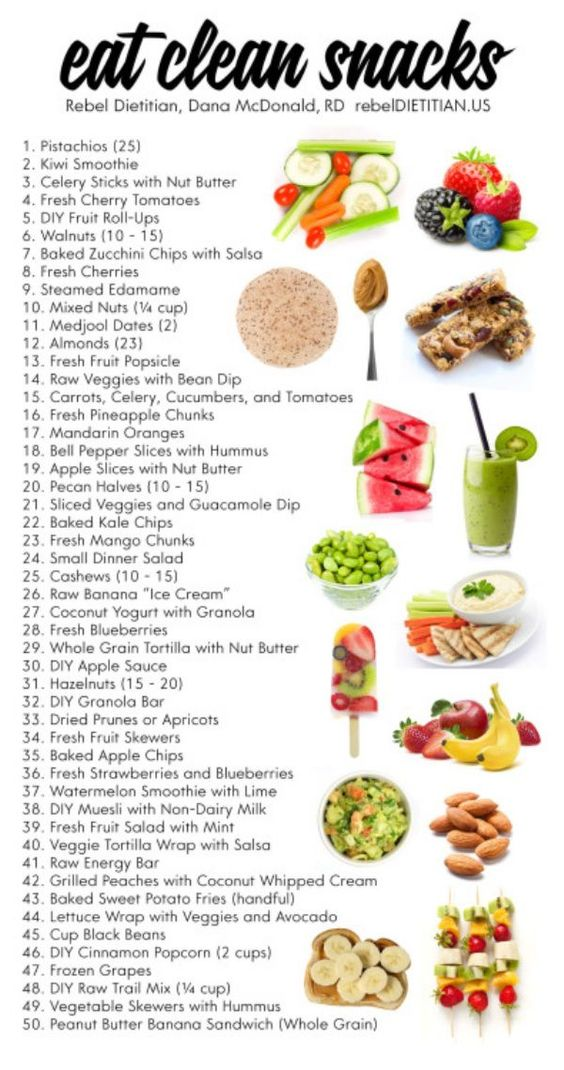 eat clean snacks
Rebel Dietitian, Dana McDonald, RD rebelDIETITIAN.US
1. Pistachios (25)
2. Kiwi Smoothie
3. Celery Sticks with Nut Butter
4. Fresh Cherry Tomatoes
5. DIY Fruit Roll-Ups
6. Walnuts (10 - 15)
7. Baked Zucchini Chips with Salsa
8. Fresh Cherries
9. Steamed Edamame
10. Mixed Nuts (¼ cup)
11. Medjool Dates (2)
12. Almonds (23)
13. Fresh Fruit Popsicle
14. Raw Veggies with Bean Dip
15. Carrots, Celery, Cucumbers, and Tomatoes
16. Fresh Pineapple Chunks
17. Mandarin Oranges
18. Bell Pepper Slices with Hummus
19. Apple Slices with Nut Butter
20. Pecan Halves (10 - 15)
21. Sliced Veggies and Guacamole Dip
22. Baked Kale Chips
23. Fresh Mango Chunks
24. Small Dinner Salad
25. Cashews (10 - 15)
26. Raw Banana "Ice Cream"
27. Coconut Yogurt with Granola
28. Fresh Blueberries
29. Whole Grain Tortilla with Nut Butter
30. DIY Apple Sauce
31. Hazelnuts (15 - 20)
32. DIY Granola Bar
33. Dried Prunes or Apricots
34. Fresh Fruit Skewers
35. Baked Apple Chips
36. Fresh Strawberries and Blueberries
37. Watermelon Smoothie with Lime
38. DIY Muesli with Non-Dairy Milk
39. Fresh Fruit Salad with Mint
40. Veggie Tortilla Wrap with Salsa
41. Raw Energy Bar
42. Grilled Peaches with Coconut Whipped Cream
43. Baked Sweet Potato Fries (handful)
44. Lettuce Wrap with Veggies and Avocado
45. Cup Black Beans
46. DIY Cinnamon Popcorn (2 cups)
47. Frozen Grapes
48. DIY Raw Trail Mix (¼ cup)
49. Vegetable Skewers with Hummus
50. Peanut Butter Banana Sandwich (Whole Grain)